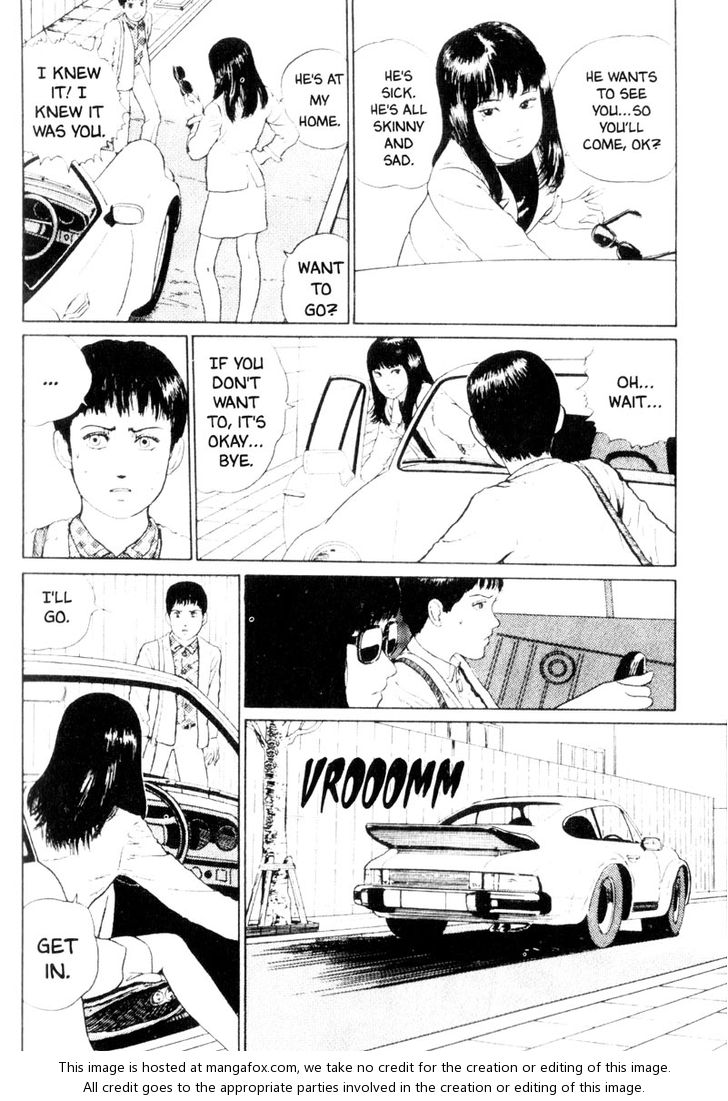 I KNEW
IT! I
KNEW IT
WAS YOU.
HE'S AT
MY
HOME.
WANT
TO
GO?
HE'S
SICK.
HE'S ALL
SKINNY
AND
SAD.
HE WANTS
TO SEE
YOU...SO
YOU'LL
COME, OK?
...
IF YOU
DON'T
WANT
TO, IT'S
OKAY...
BYE.
OH...
WAIT...
I'LL
GO.
GET
IN.
VROOOMM
This image is hosted at mangafox.com, we take no credit for the creation or editing of this image.
All credit goes to the appropriate parties involved in the creation or editing of this image.